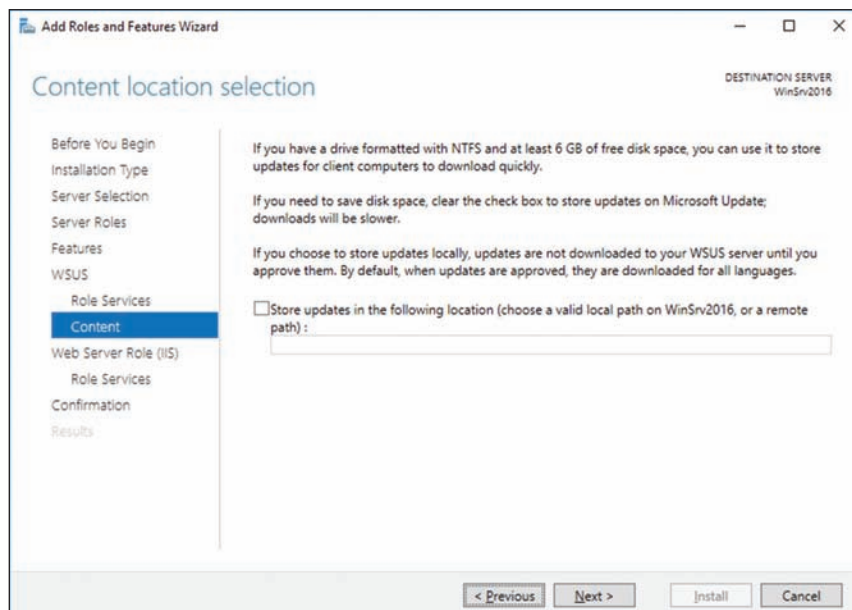 Add Roles and Features Wizard
Content location selection
DESTINATION SERVER
WinSrv2016
Before You Begin
Installation Type
Server Selection
Server Roles
Features
WSUS
Role Services
Content
Web Server Role (IIS)
Role Services
Confirmation
Results
If you have a drive formatted with NTFS and at least 6 GB of free disk space, you can use it to store
updates for client computers to download quickly.
If you need to save disk space, clear the check box to store updates on Microsoft Update;
downloads will be slower.
If you choose to store updates locally, updates are not downloaded to your WSUS server until you
approve them. By default, when updates are approved, they are downloaded for all languages.
Store updates in the following location (choose a valid local path on WinSrv2016, or a remote
path) :
< Previous
Next >
Install
Cancel